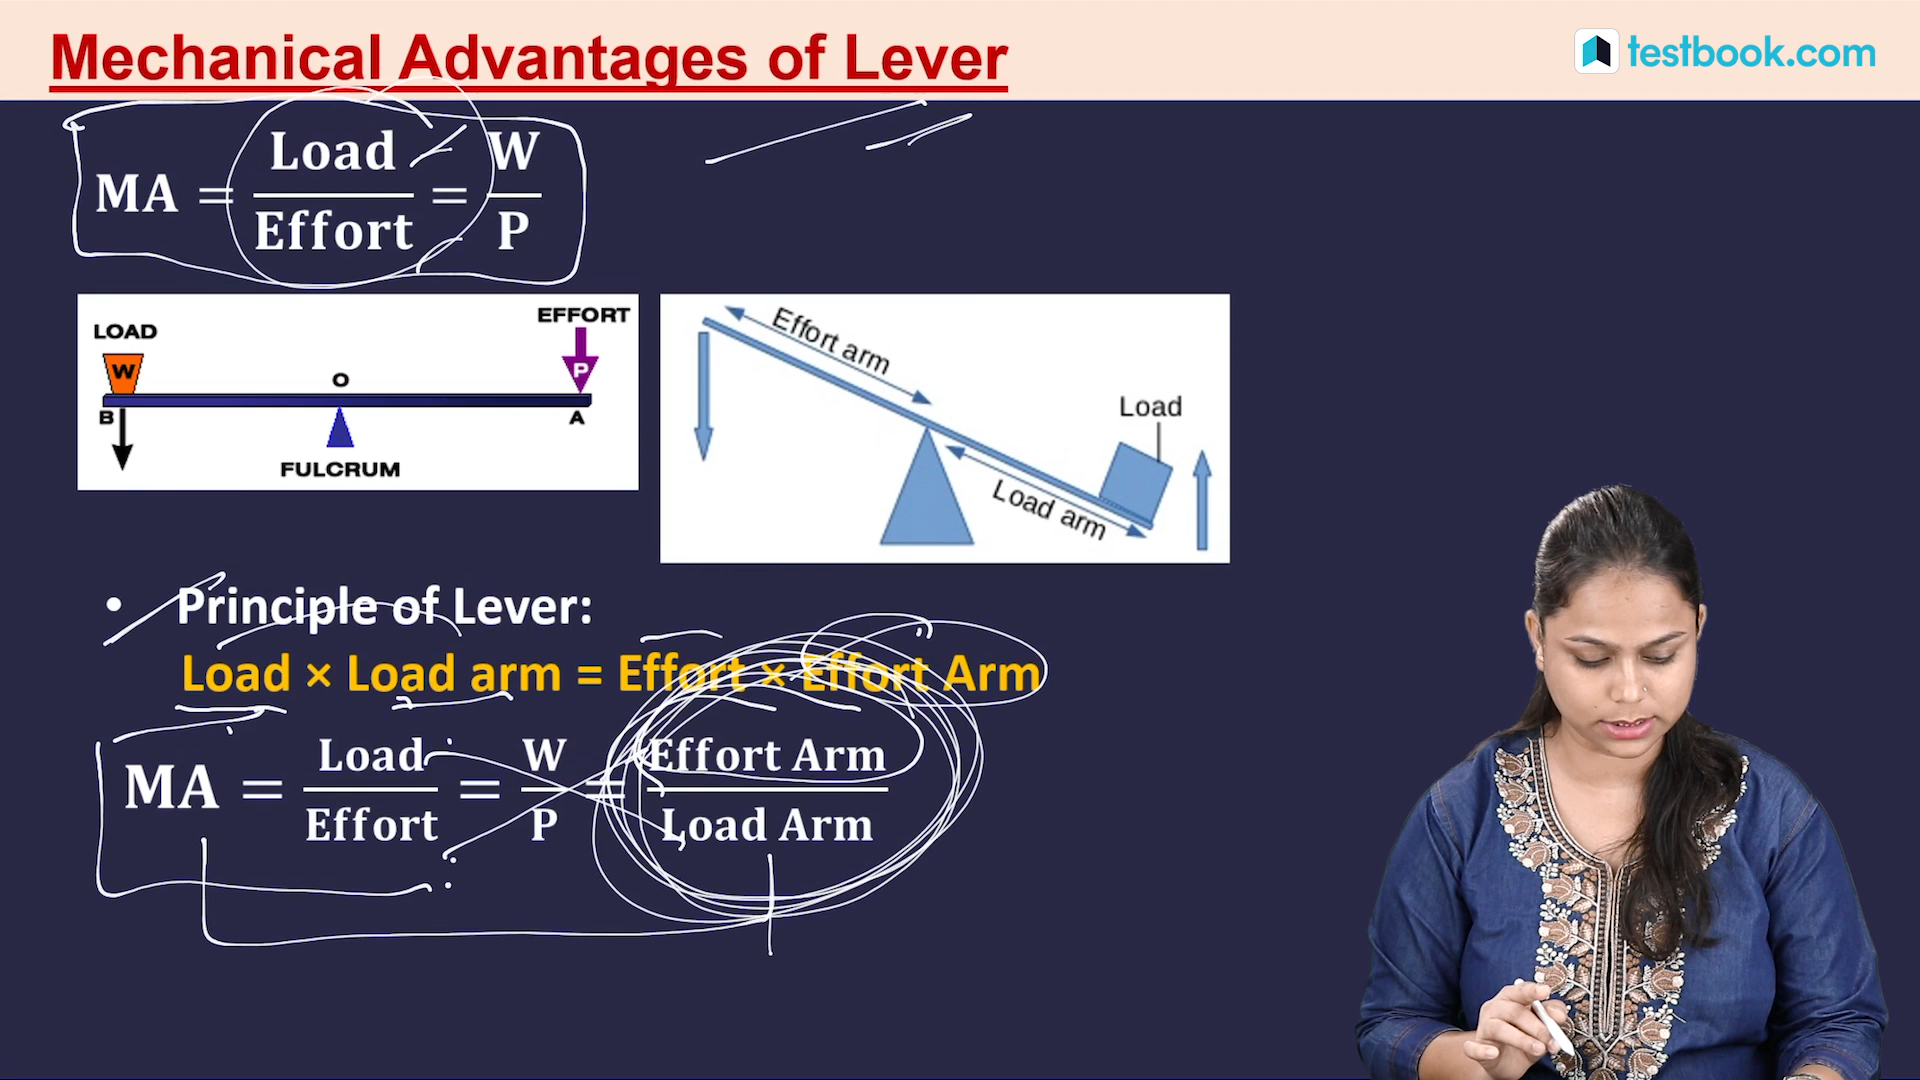 Mechanical Advantages of Lever
testbook.com
MA = Load / Effort = W / P
LOAD
EFFORT
W
P
O
B
A
FULCRUM
Effort arm
Load
Load arm
• Principle of Lever:
Load × Load arm = Effort × Effort Arm
MA = Load / Effort = W / P = Effort Arm / Load Arm